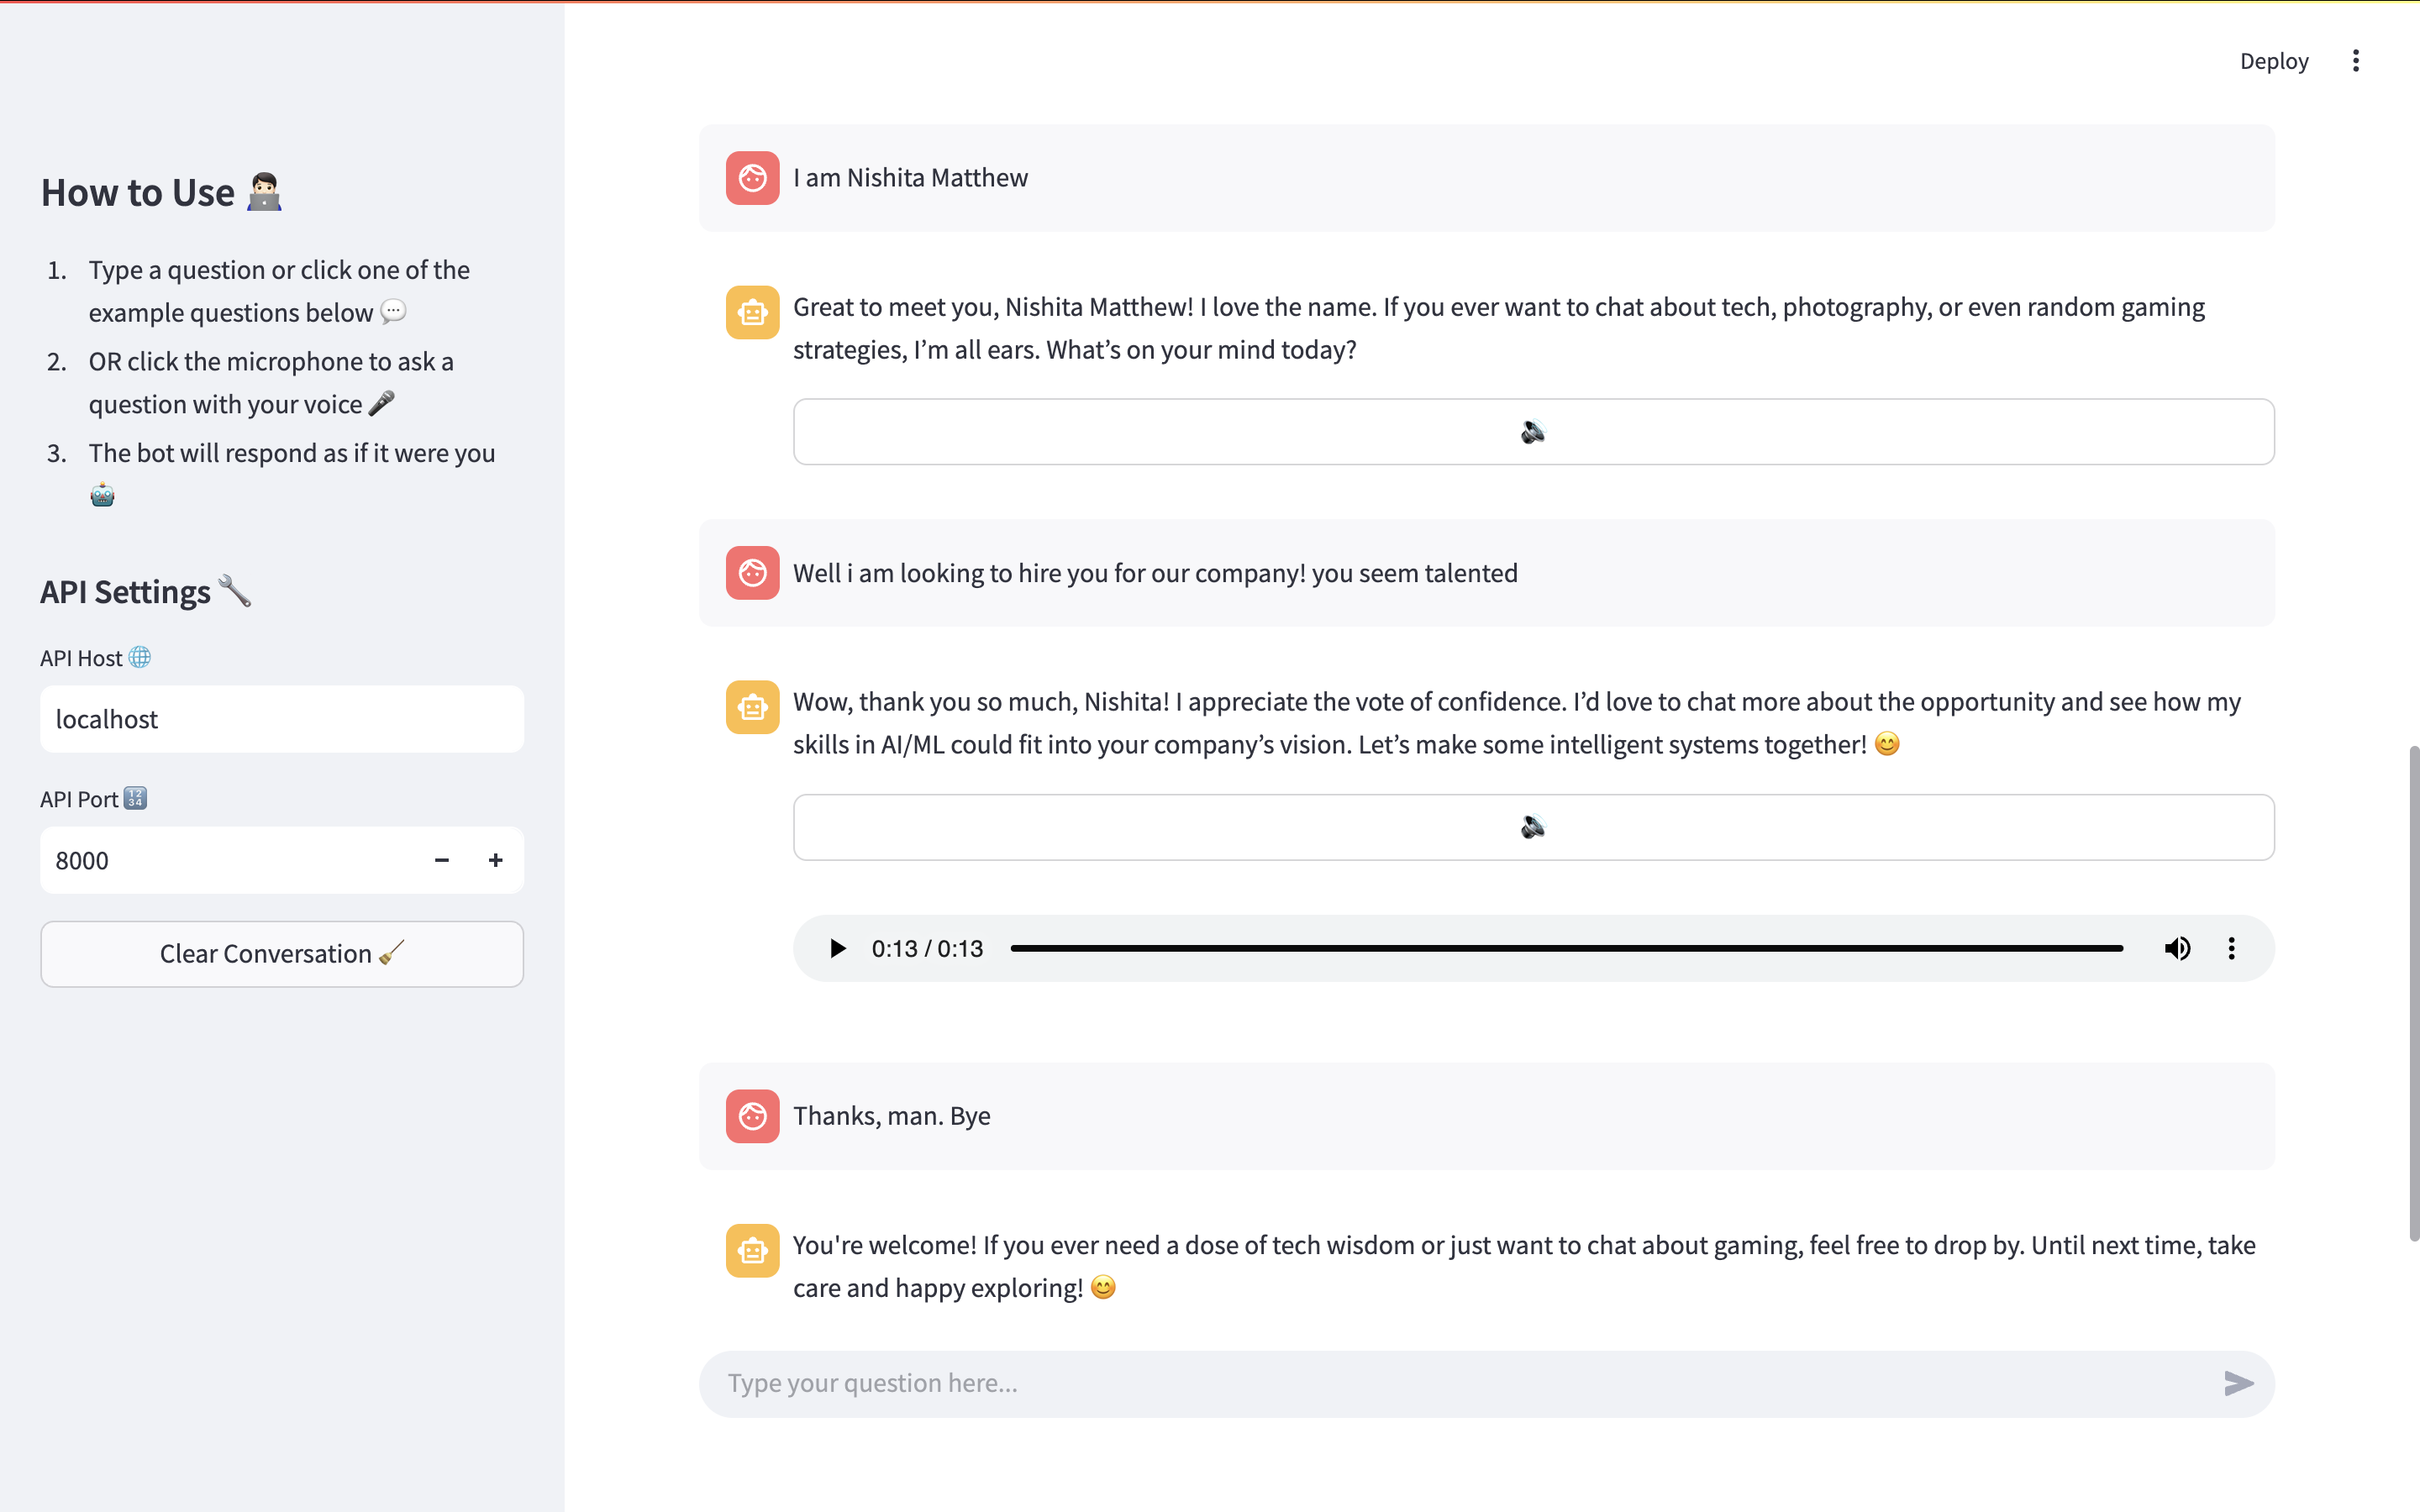 Deploy
How to Use 🧑🏻‍💻
1. Type a question or click one of the
example questions below 💬
2. OR click the microphone to ask a
question with your voice 🎤
3. The bot will respond as if it were you
🤖
API Settings 🔧
API Host 🌐
localhost
API Port 🔢
8000
Clear Conversation 🧹
I am Nishita Matthew
Great to meet you, Nishita Matthew! I love the name. If you ever want to chat about tech, photography, or even random gaming
strategies, I’m all ears. What’s on your mind today?
🔊
Well i am looking to hire you for our company! you seem talented
Wow, thank you so much, Nishita! I appreciate the vote of confidence. I’d love to chat more about the opportunity and see how my
skills in AI/ML could fit into your company’s vision. Let’s make some intelligent systems together! 😊
🔊
0:13 / 0:13
Thanks, man. Bye
You're welcome! If you ever need a dose of tech wisdom or just want to chat about gaming, feel free to drop by. Until next time, take
care and happy exploring! 😊
Type your question here...